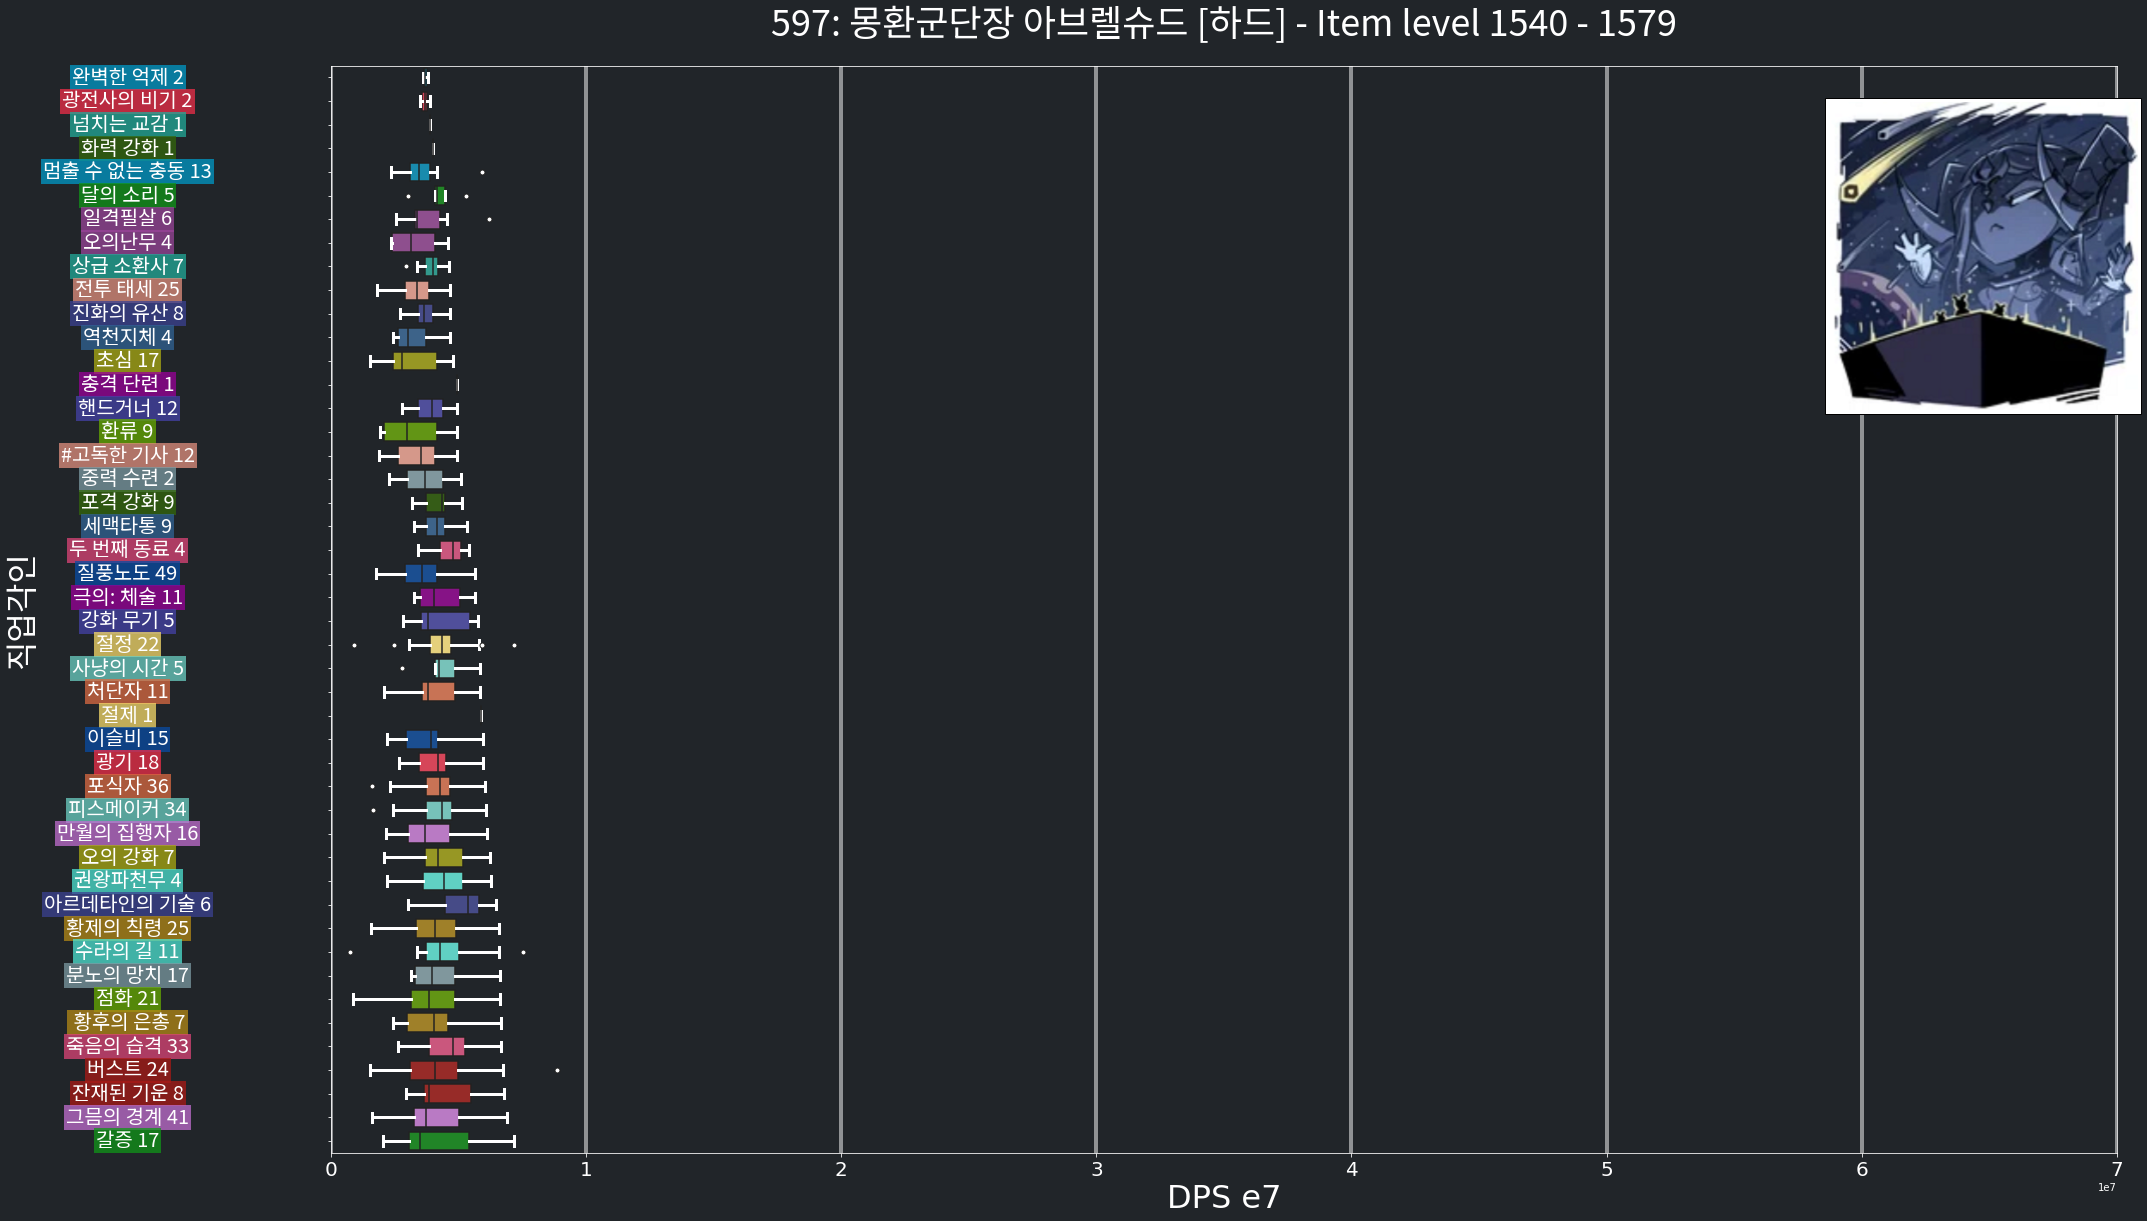 597: 몽환군단장 아브렐슈드 [하드] - Item level 1540 - 1579
완벽한 억제 2
광전사의 비기 2
넘치는 교감 1
화력 강화 1
멈출 수 없는 충동 13
달의 소리 5
일격필살 6
오의난무 4
상급 소환사 7
전투 태세 25
진화의 유산 8
역천지체 4
초심 17
충격 단련 1
핸드거너 12
환류 9
#고독한 기사 12
중력 수련 2
포격 강화 9
세맥타통 9
두 번째 동료 4
질풍노도 49
극의: 체술 11
강화 무기 5
절정 22
사냥의 시간 5
처단자 11
절제 1
이슬비 15
광기 18
포식자 36
피스메이커 34
만월의 집행자 16
오의 강화 7
권왕파천무 4
아르데타인의 기술 6
황제의 칙령 25
수라의 길 11
분노의 망치 17
점화 21
황후의 은총 7
죽음의 습격 33
버스트 24
잔재된 기운 8
그믐의 경계 41
갈증 17
직업각인
0 1 2 3 4 5 6 7
1e7
DPS e7